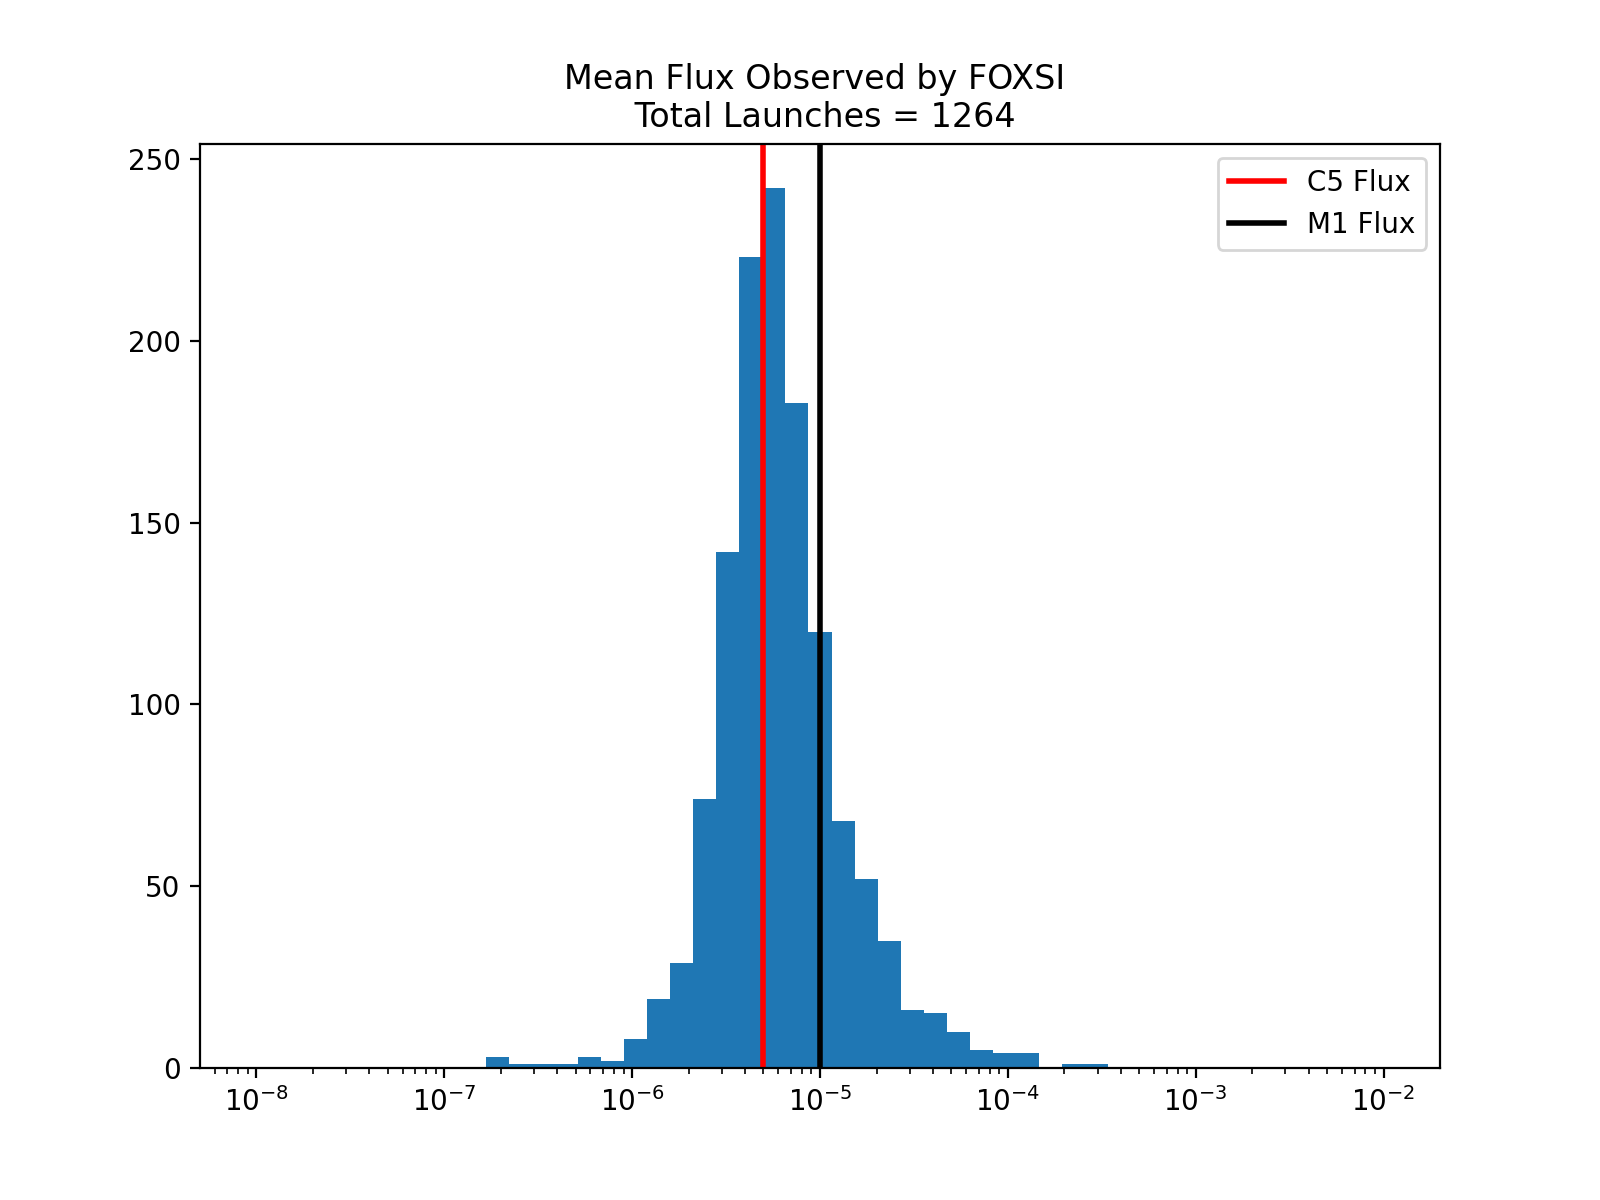 Mean Flux Observed by FOXSI
Total Launches = 1264
C5 Flux
M1 Flux
250
200
150
100
50
0
10⁻⁸ 10⁻⁷ 10⁻⁶ 10⁻⁵ 10⁻⁴ 10⁻³ 10⁻²